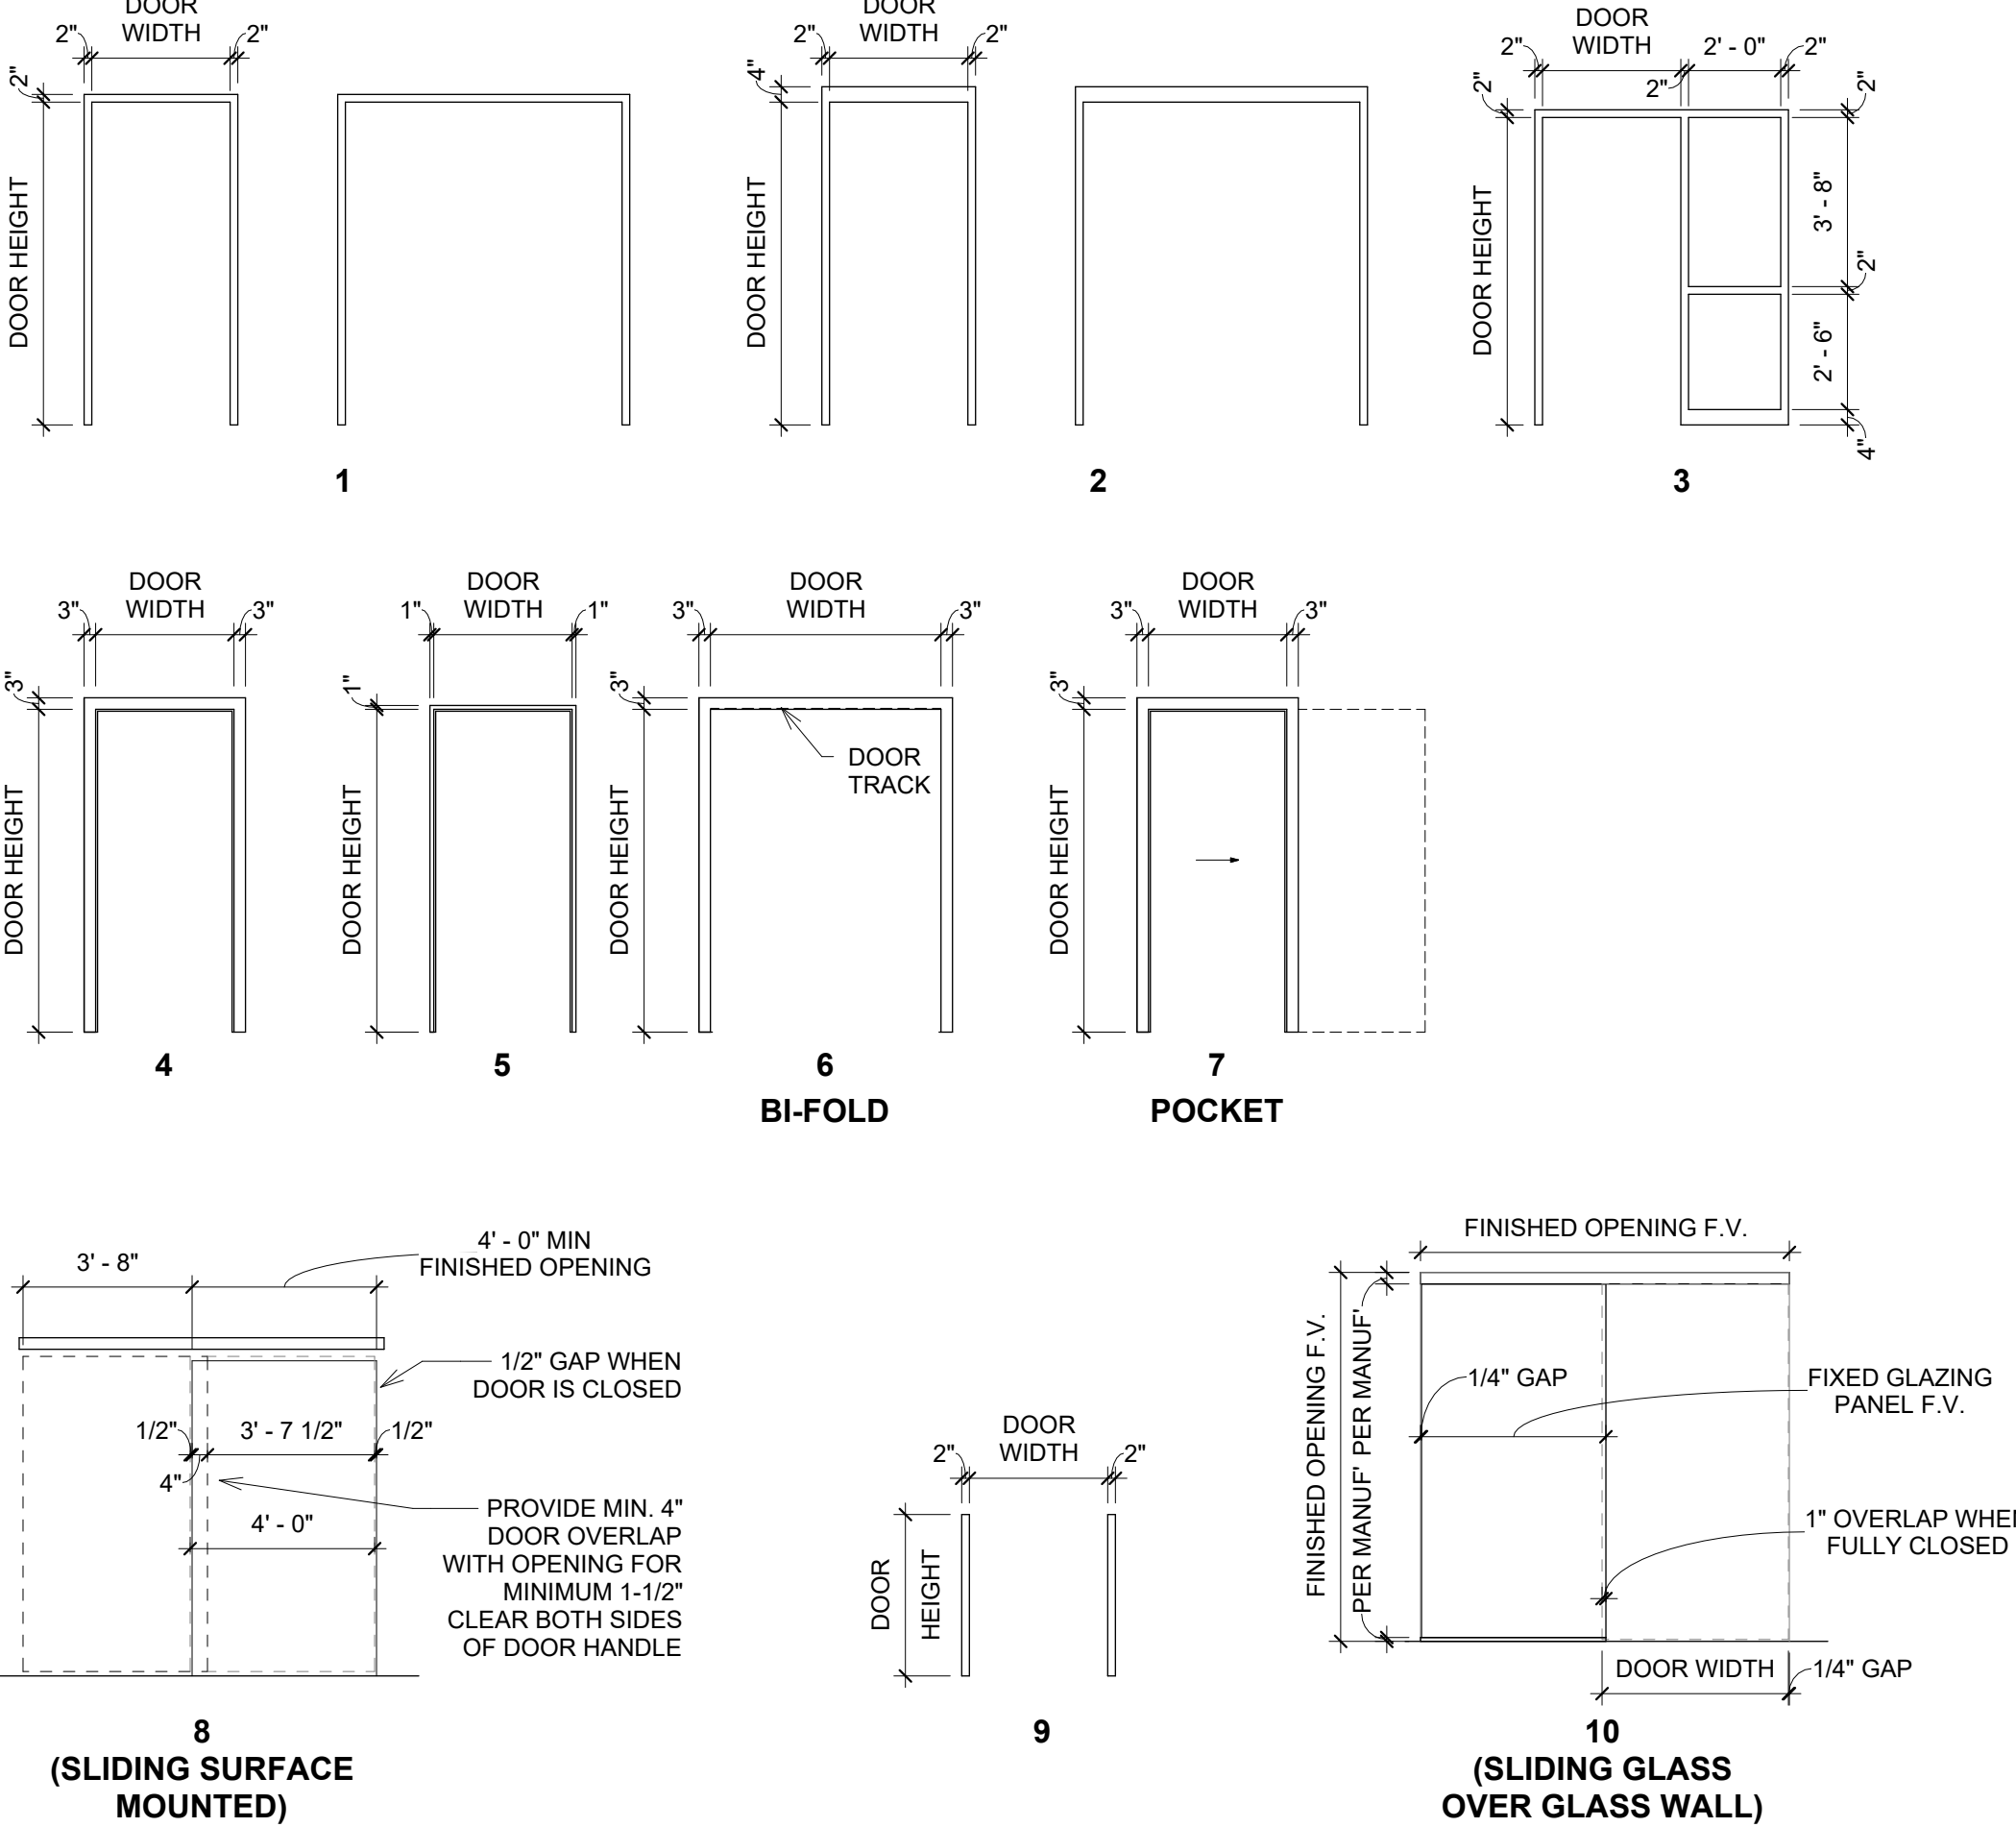 DOOR
WIDTH
2"
2"
2"
DOOR HEIGHT
1
DOOR
WIDTH
2"
2"
4"
DOOR HEIGHT
2
DOOR
WIDTH
2"
2' - 0"
2"
2"
2"
2"
3' - 8"
2"
2' - 6"
4"
DOOR HEIGHT
3
DOOR
WIDTH
3"
3"
3"
DOOR HEIGHT
4
DOOR
WIDTH
1"
1"
1"
DOOR HEIGHT
5
DOOR
WIDTH
3"
3"
3"
DOOR
TRACK
DOOR HEIGHT
6
BI-FOLD
DOOR
WIDTH
3"
3"
3"
DOOR HEIGHT
7
POCKET
3' - 8"
4' - 0" MIN
FINISHED OPENING
1/2" GAP WHEN
DOOR IS CLOSED
1/2"
3' - 7 1/2"
1/2"
4"
4' - 0"
PROVIDE MIN. 4"
DOOR OVERLAP
WITH OPENING FOR
MINIMUM 1-1/2"
CLEAR BOTH SIDES
OF DOOR HANDLE
8
(SLIDING SURFACE
MOUNTED)
DOOR
WIDTH
2"
2"
DOOR
HEIGHT
9
FINISHED OPENING F.V.
FINISHED OPENING F.V.
PER MANUF'
PER MANUF'
1/4" GAP
FIXED GLAZING
PANEL F.V.
1" OVERLAP WHEN
FULLY CLOSED
DOOR WIDTH
1/4" GAP
10
(SLIDING GLASS
OVER GLASS WALL)